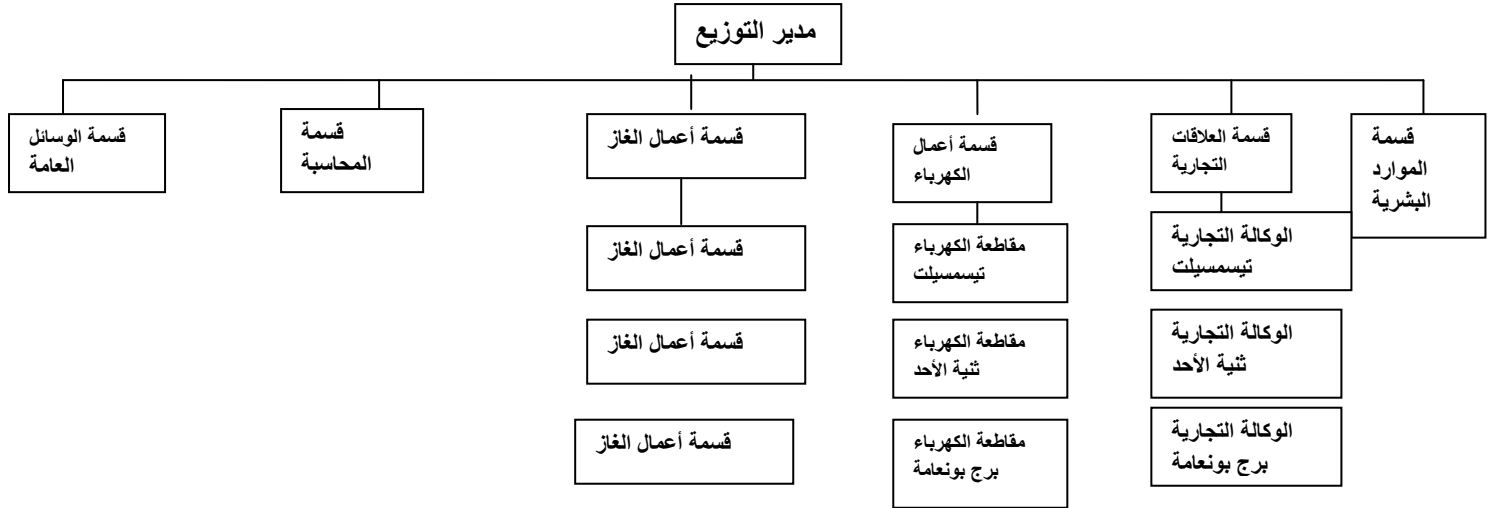 مدير التوزيع
قسمة
الموارد
البشرية
قسمة العلاقات
التجارية
قسمة أعمال
الكهرباء
قسمة أعمال الغاز
قسمة
المحاسبة
قسمة الوسائل
العامة
الوكالة التجارية
تيسمسيلت
مقاطعة الكهرباء
تيسمسيلت
قسمة أعمال الغاز
الوكالة التجارية
ثنية الأحد
مقاطعة الكهرباء
ثنية الأحد
قسمة أعمال الغاز
الوكالة التجارية
برج بونعامة
مقاطعة الكهرباء
برج بونعامة
قسمة أعمال الغاز